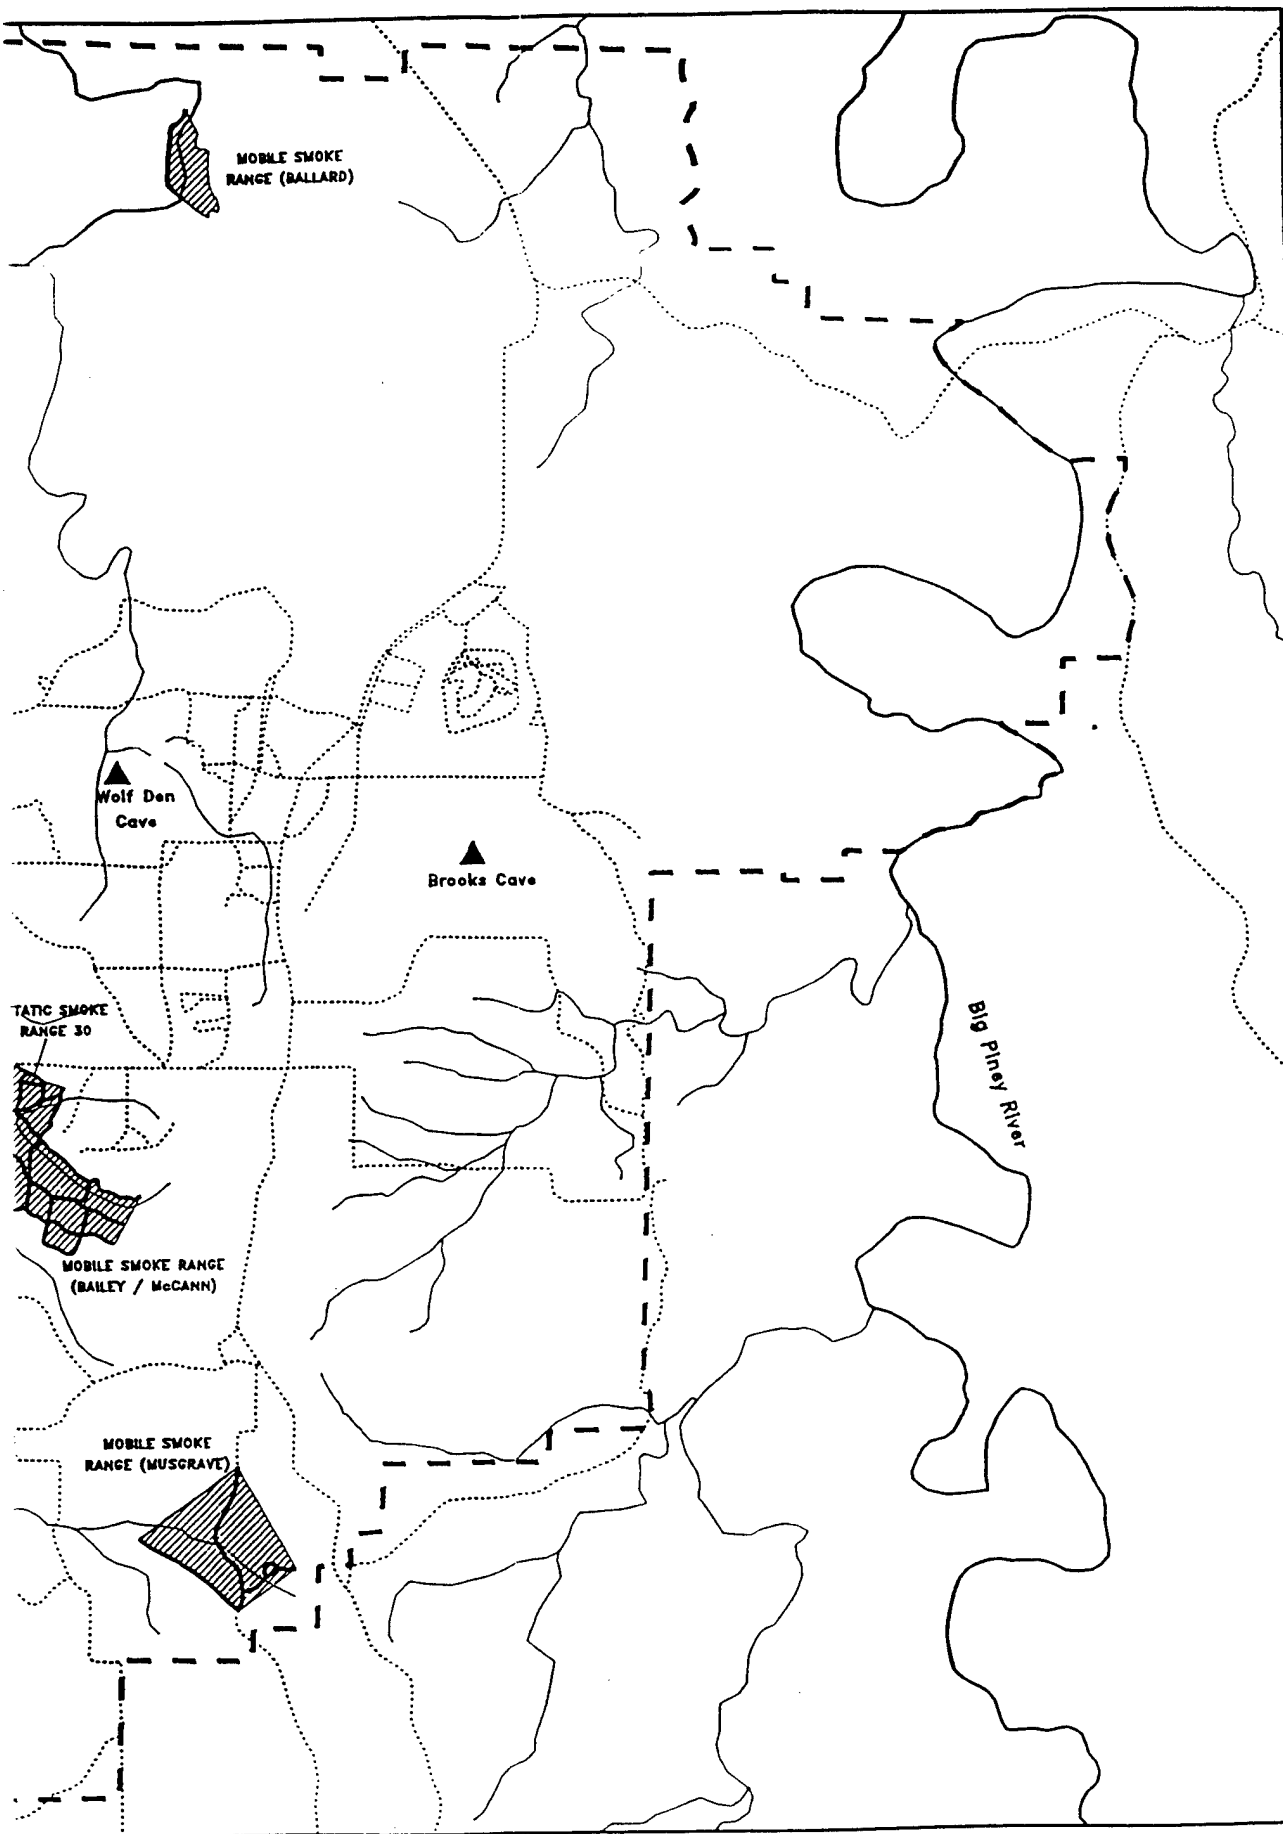 MOBILE SMOKE
RANGE (BALLARD)
Wolf Den
Cave
Brooks Cave
TATIC SMOKE
RANGE 30
Big Piney River
MOBILE SMOKE RANGE
(BAILEY / McCANN)
MOBILE SMOKE
RANGE (MUSGRAVE)